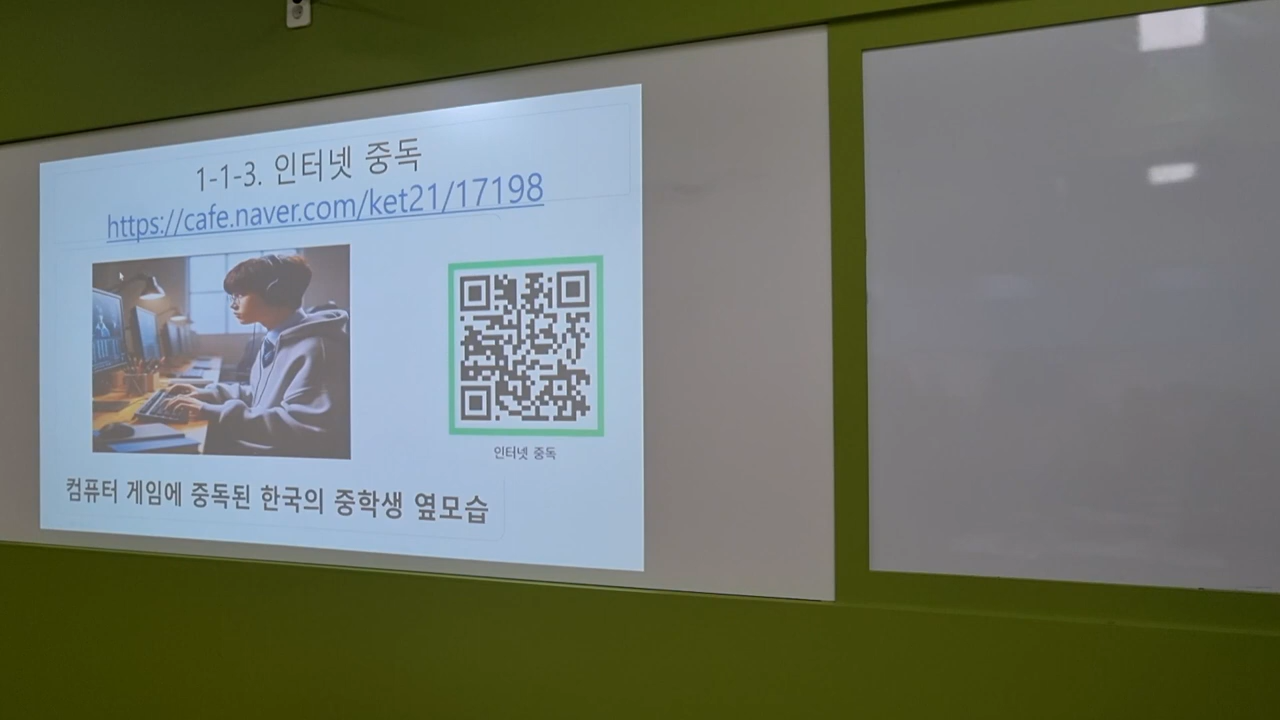 1-1-3. 인터넷 중독
https://cafe.naver.com/ket21/17198
인터넷 중독
컴퓨터 게임에 중독된 한국의 중학생 옆모습